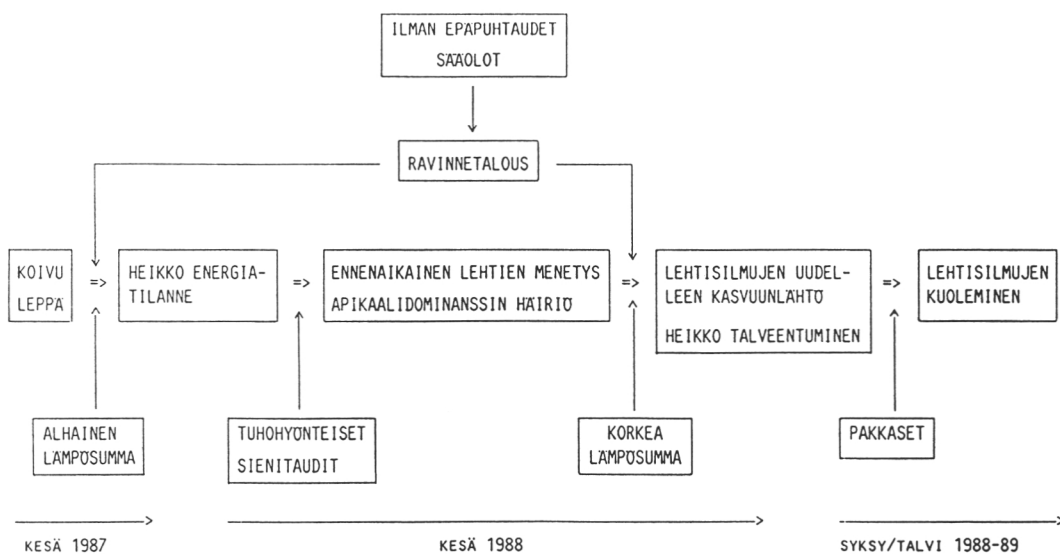 ILMAN EPÄPUHTAUDET
SÄÄOLOT
RAVINNETALOUS
KOIVU
LEPPÄ
=>
HEIKKO ENERGIA-
TILANNE
=>
ENNENAIKAINEN LEHTIEN MENETYS
APIKAALIDOMINANSSIN HÄIRIÖ
=>
LEHTISILMUJEN UUDEL-
LEEN KASVUUNLÄHTÖ
HEIKKO TALVEENTUMINEN
=>
LEHTISILMUJEN
KUOLEMINEN
ALHAINEN
LÄMPÖSUMMA
TUHOHYÖNTEISET
SIENITAUDIT
KORKEA
LÄMPÖSUMMA
PAKKASET
KESÄ 1987
KESÄ 1988
SYKSY/TALVI 1988-89